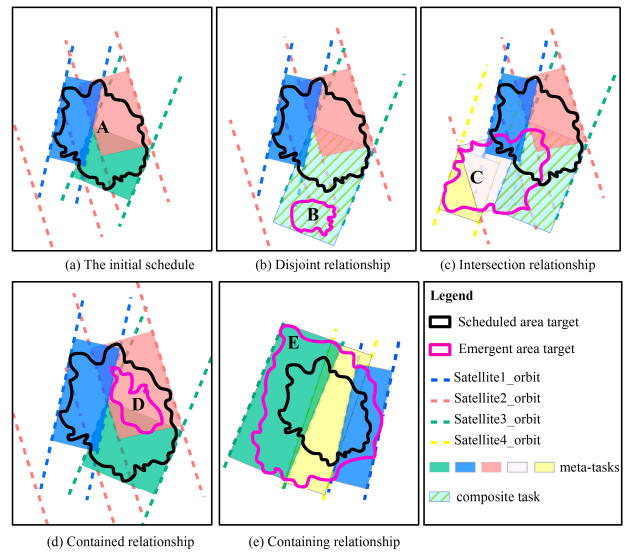 A
(a) The initial schedule
B
(b) Disjoint relationship
C
(c) Intersection relationship
D
(d) Contained relationship
E
(e) Containing relationship
Legend
Scheduled area target
Emergent area target
Satellite1_orbit
Satellite2_orbit
Satellite3_orbit
Satellite4_orbit
meta-tasks
composite task